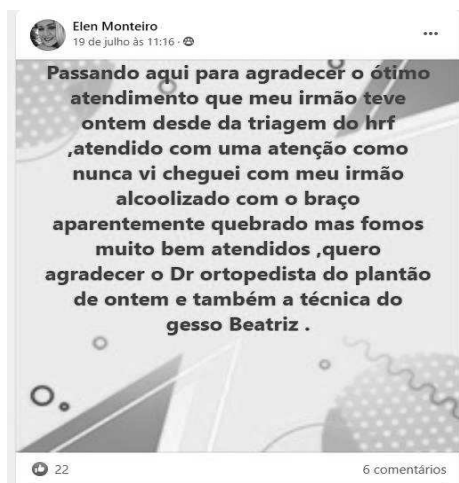 Elen Monteiro
19 de julho às 11:16 ·
...
Passando aqui para agradecer o ótimo
atendimento que meu irmão teve
ontem desde da triagem do hrf
,atendido com uma atenção como
nunca vi cheguei com meu irmão
alcoolizado com o braço
aparentemente quebrado mas fomos
muito bem atendidos ,quero
agradecer o Dr ortopedista do plantão
de ontem e também a técnica do
gesso Beatriz .
22
6 comentários